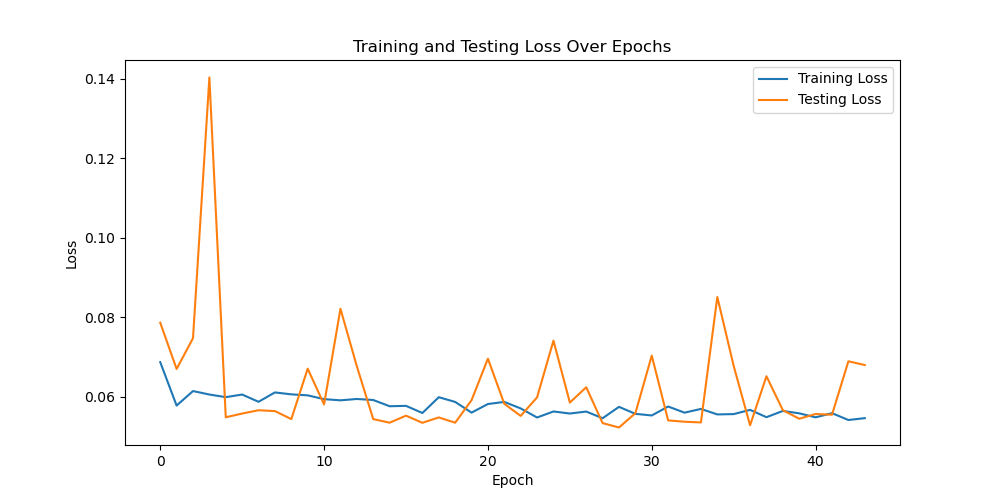 Training and Testing Loss Over Epochs
Training Loss
Testing Loss
0.14
0.12
0.10
0.08
0.06
Loss
0
10
20
30
40
Epoch